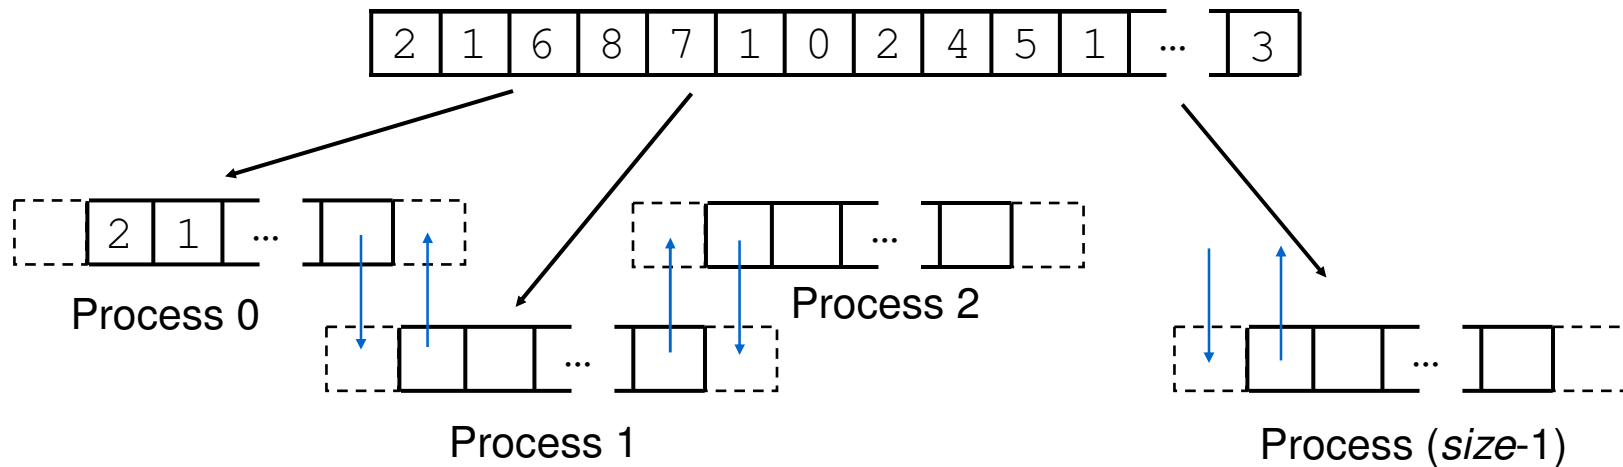 2 1 6 8 7 1 0 2 4 5 1 ... 3
2 1 ...
...
Process 0
Process 2
...
...
Process 1
Process (size-1)